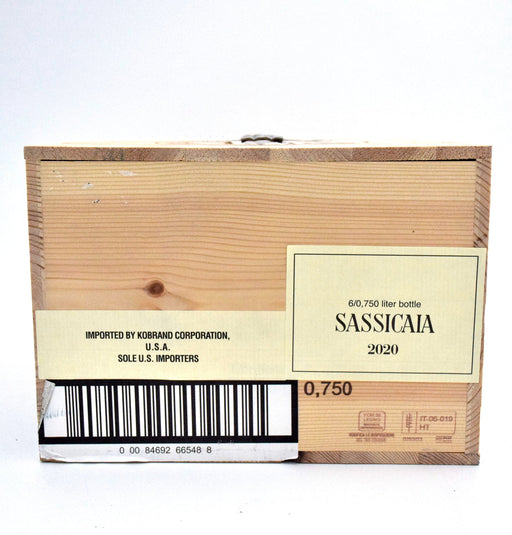 6/0,750 liter bottle
SASSICAIA
2020
IMPORTED BY KOBRAND CORPORATION,
U.S.A.
SOLE U.S. IMPORTERS
0,750
IT-05-019
HT
0 00 84692 66548 8